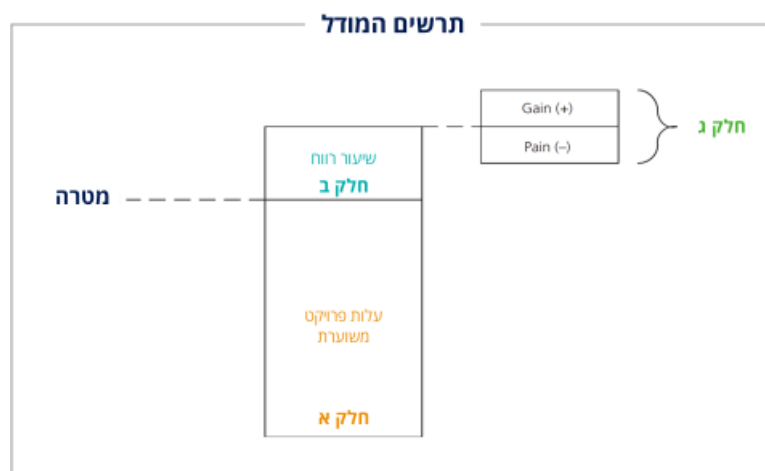 תרשים המודל
Gain (+)
Pain (–)
חלק ג
שיעור רווח
חלק ב
מטרה
עלות פרויקט
משוערת
חלק א